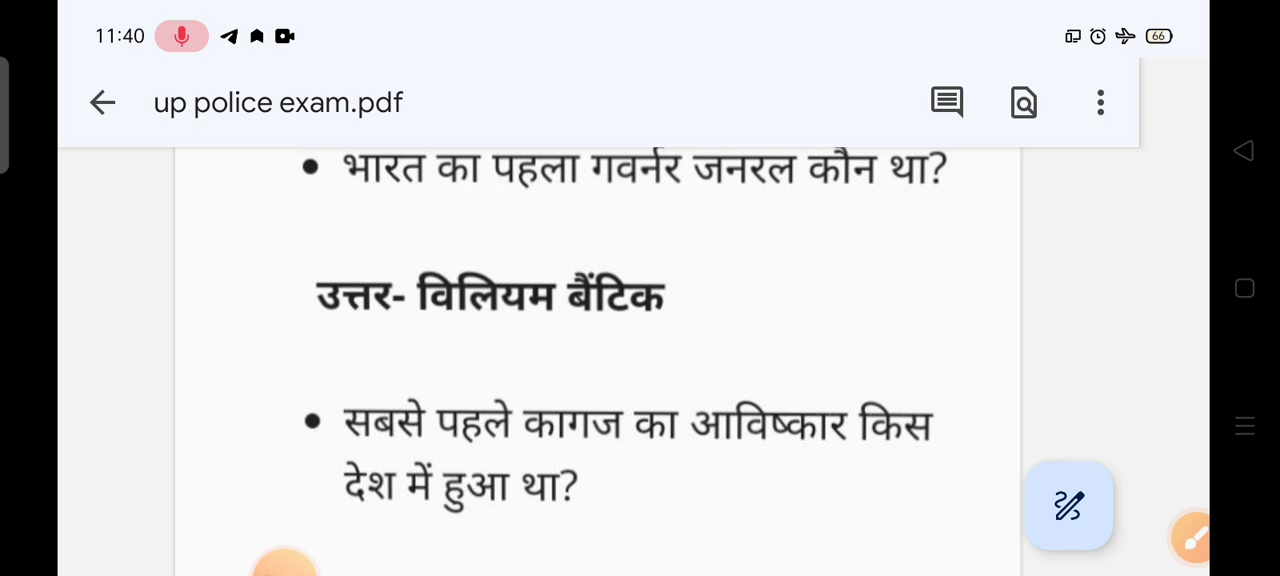 11:40
66
up police exam.pdf
• भारत का पहला गवर्नर जनरल कौन था?
उत्तर- विलियम बैंटिक
• सबसे पहले कागज का आविष्कार किस
देश में हुआ था?